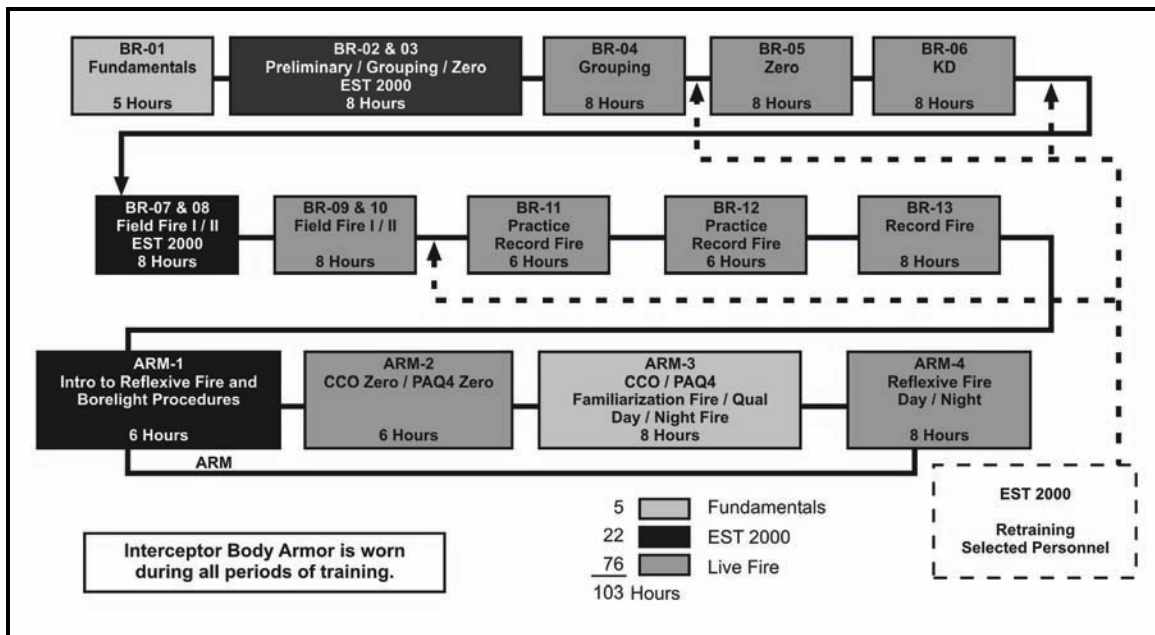 BR-01
Fundamentals
5 Hours
BR-02 & 03
Preliminary / Grouping / Zero
EST 2000
8 Hours
BR-04
Grouping
8 Hours
BR-05
Zero
8 Hours
BR-06
KD
8 Hours
BR-07 & 08
Field Fire I / II
EST 2000
8 Hours
BR-09 & 10
Field Fire I / II
8 Hours
BR-11
Practice
Record Fire
6 Hours
BR-12
Practice
Record Fire
6 Hours
BR-13
Record Fire
8 Hours
ARM-1
Intro to Reflexive Fire and
Borelight Procedures
6 Hours
ARM-2
CCO Zero / PAQ4 Zero
6 Hours
ARM-3
CCO / PAQ4
Familiarization Fire / Qual
Day / Night Fire
8 Hours
ARM-4
Reflexive Fire
Day / Night
8 Hours
ARM
EST 2000
Retraining
Selected Personnel
Interceptor Body Armor is worn
during all periods of training.
5 Fundamentals
22 EST 2000
76 Live Fire
103 Hours